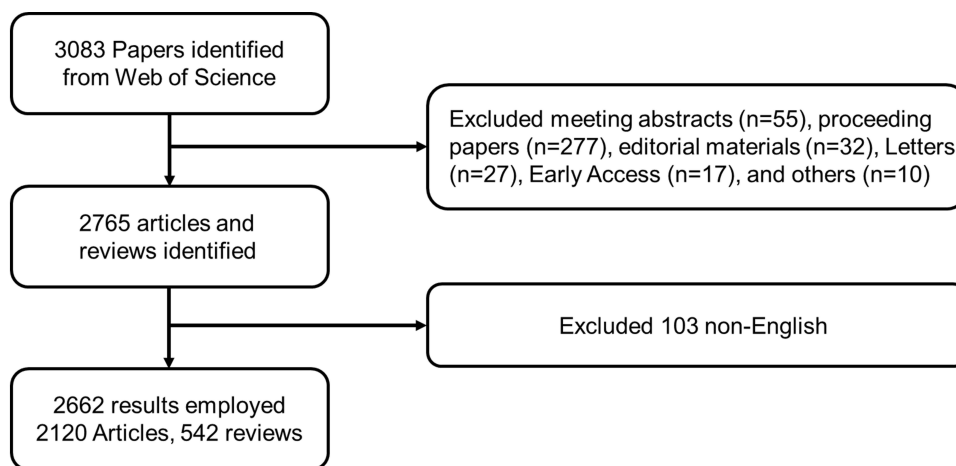 3083 Papers identified
from Web of Science
Excluded meeting abstracts (n=55), proceeding
papers (n=277), editorial materials (n=32), Letters
(n=27), Early Access (n=17), and others (n=10)
2765 articles and
reviews identified
Excluded 103 non-English
2662 results employed
2120 Articles, 542 reviews